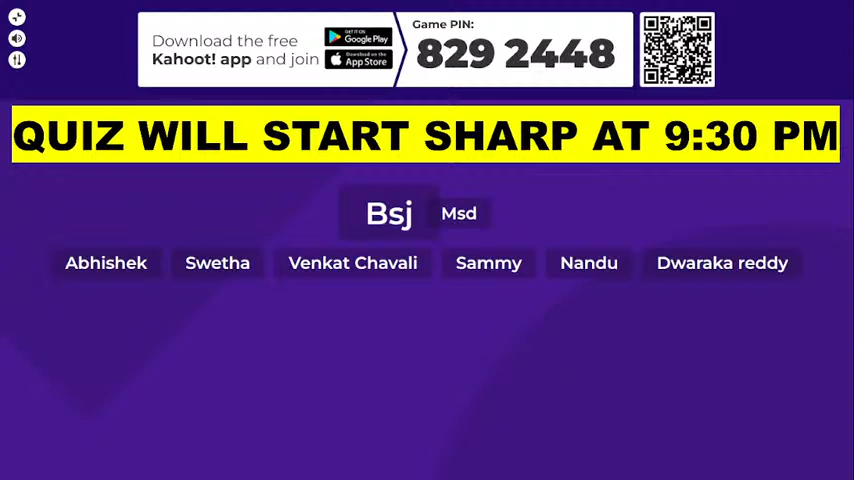 Download the free
Kahoot! app and join
GET IT ON
Google Play
Download on the
App Store
Game PIN:
829 2448
QUIZ WILL START SHARP AT 9:30 PM
Bsj Msd
Abhishek Swetha Venkat Chavali Sammy Nandu Dwaraka reddy